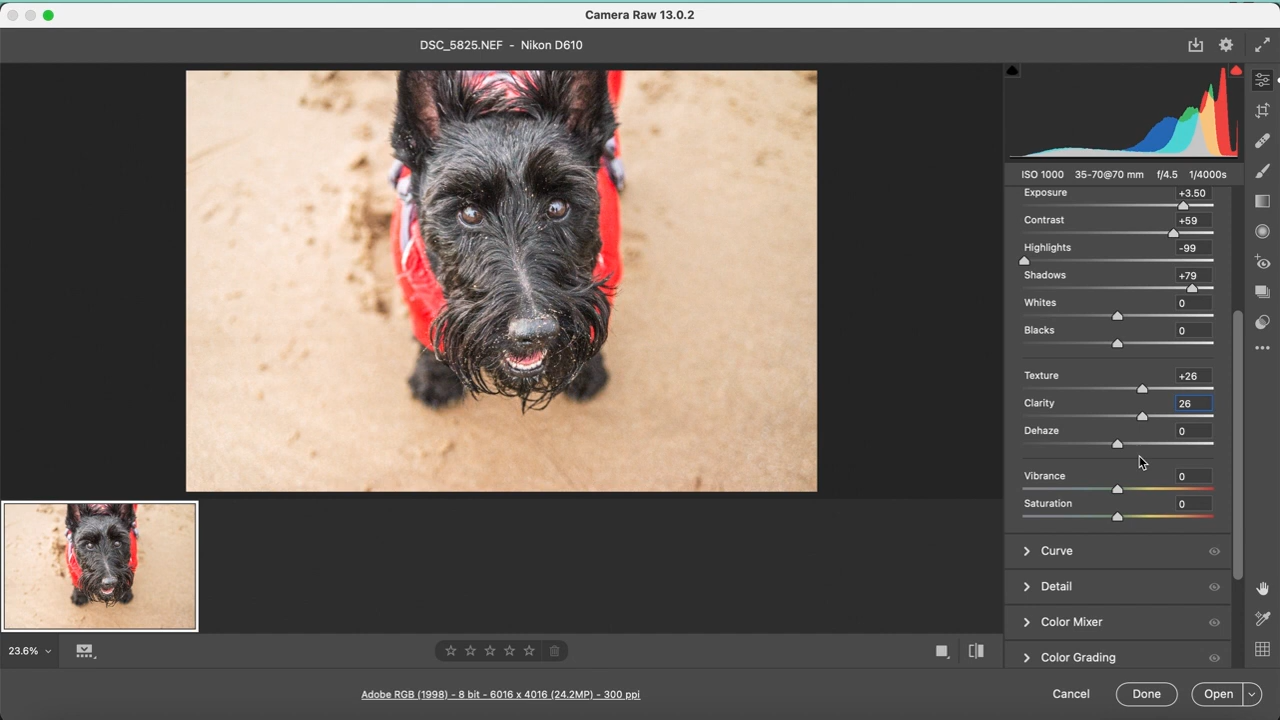 Camera Raw 13.0.2
DSC_5825.NEF - Nikon D610
ISO 1000 35-70@70 mm f/4.5 1/4000s
Exposure +3.50
Contrast +59
Highlights -99
Shadows +79
Whites 0
Blacks 0
Texture +26
Clarity 26
Dehaze 0
Vibrance 0
Saturation 0
Curve
Detail
Color Mixer
Color Grading
23.6%
Adobe RGB (1998) - 8 bit - 6016 x 4016 (24.2MP) - 300 ppi
Cancel Done Open